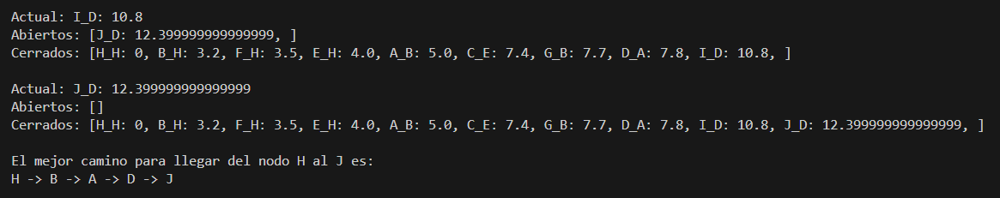 Actual: I_D: 10.8
Abiertos: [J_D: 12.399999999999999, ]
Cerrados: [H_H: 0, B_H: 3.2, F_H: 3.5, E_H: 4.0, A_B: 5.0, C_E: 7.4, G_B: 7.7, D_A: 7.8, I_D: 10.8, ]
Actual: J_D: 12.399999999999999
Abiertos: []
Cerrados: [H_H: 0, B_H: 3.2, F_H: 3.5, E_H: 4.0, A_B: 5.0, C_E: 7.4, G_B: 7.7, D_A: 7.8, I_D: 10.8, J_D: 12.399999999999999, ]
El mejor camino para llegar del nodo H al J es:
H -> B -> A -> D -> J